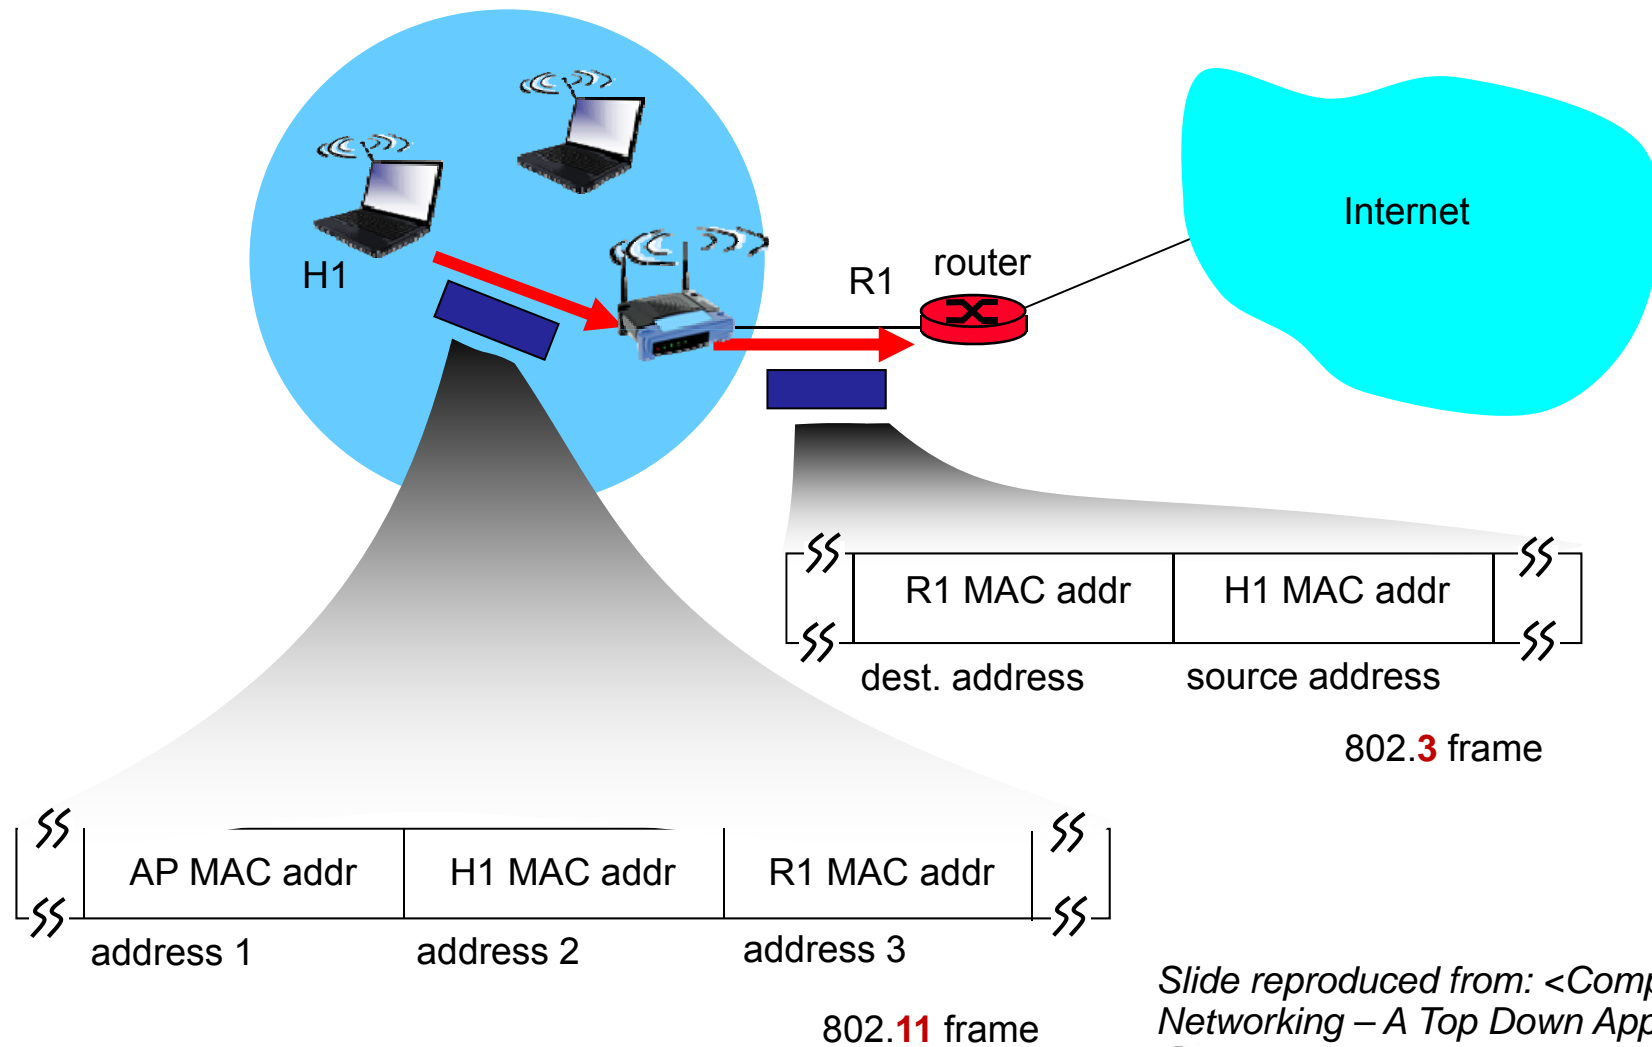 Internet
router
R1
H1
R1 MAC addr
H1 MAC addr
dest. address
source address
802.3 frame
AP MAC addr
H1 MAC addr
R1 MAC addr
address 1
address 2
address 3
802.11 frame
Slide reproduced from: <Comp
Networking – A Top Down App